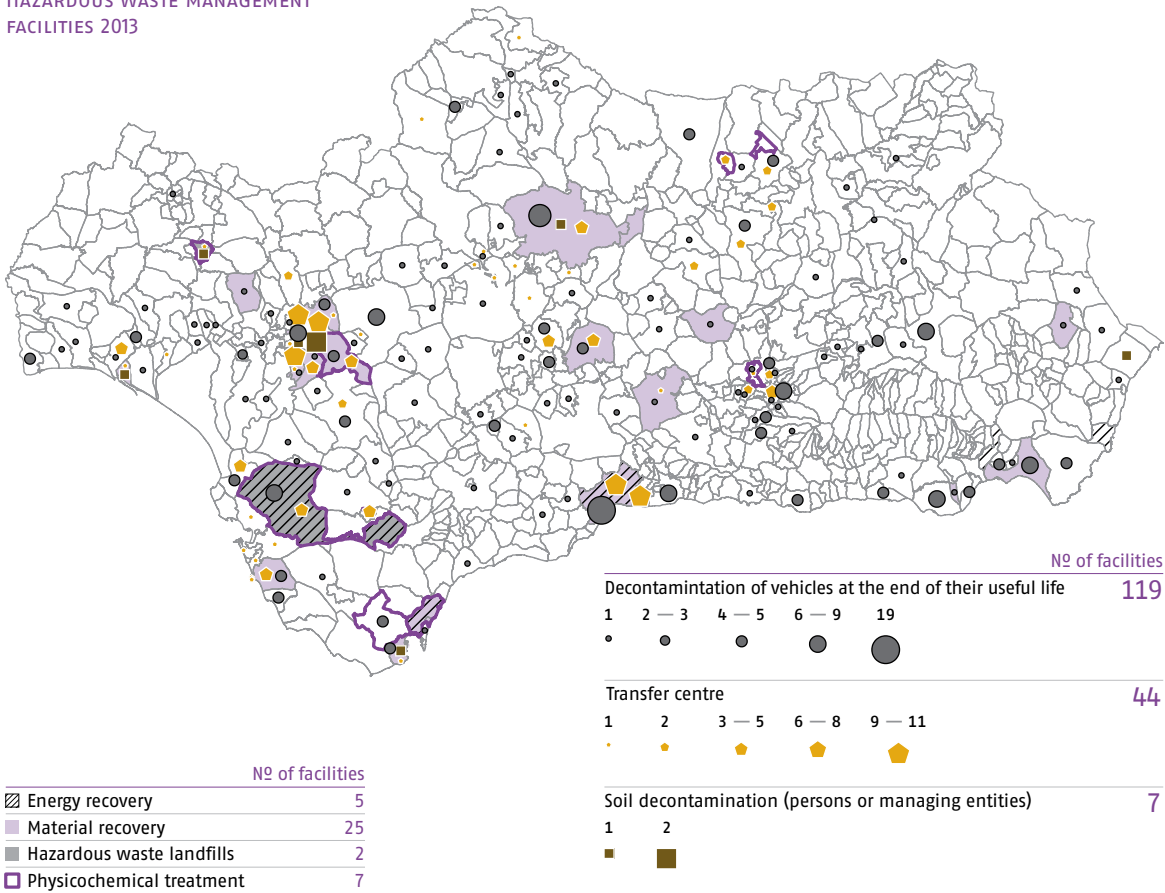 HAZARDOUS WASTE MANAGEMENT
FACILITIES 2013
Nº of facilities
Decontamintation of vehicles at the end of their useful life 119
1 2 — 3 4 — 5 6 — 9 19
Transfer centre 44
1 2 3 — 5 6 — 8 9 — 11
Soil decontamination (persons or managing entities) 7
1 2
Nº of facilities
Energy recovery 5
Material recovery 25
Hazardous waste landfills 2
Physicochemical treatment 7